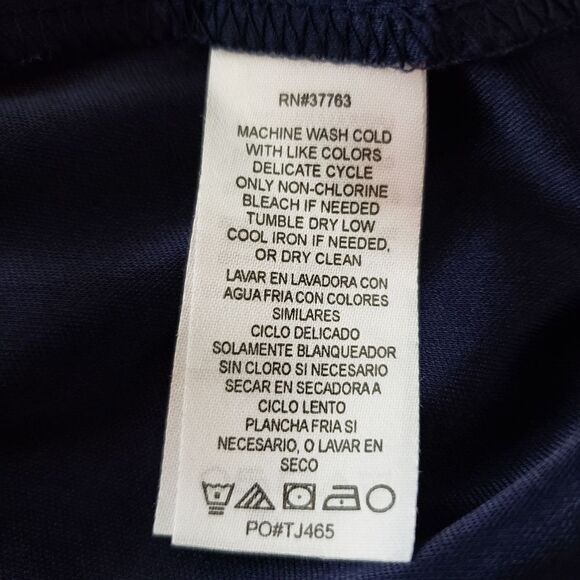 RN#37763
MACHINE WASH COLD
WITH LIKE COLORS
DELICATE CYCLE
ONLY NON-CHLORINE
BLEACH IF NEEDED
TUMBLE DRY LOW
COOL IRON IF NEEDED,
OR DRY CLEAN
LAVAR EN LAVADORA CON
AGUA FRIA CON COLORES
SIMILARES
CICLO DELICADO
SOLAMENTE BLANQUEADOR
SIN CLORO SI NECESARIO
SECAR EN SECADORA A
CICLO LENTO
PLANCHA FRIA SI
NECESARIO, O LAVAR EN
SECO
PO#TJ465